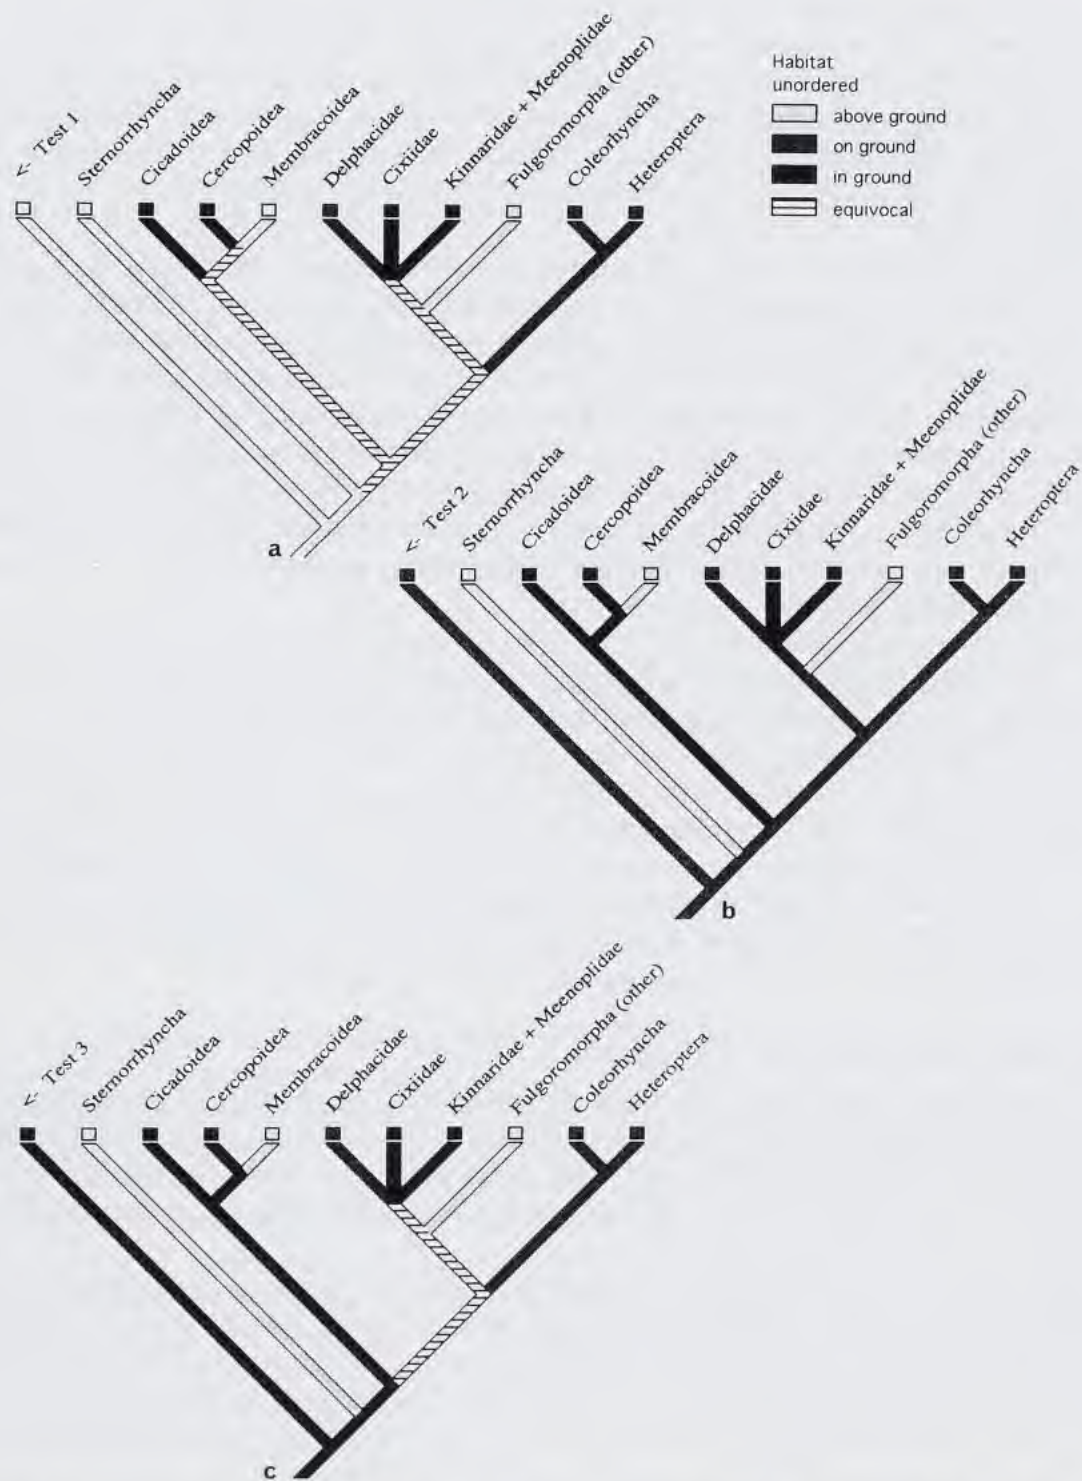 <- Test 1
Sternorrhyncha
Cicadoidea
Cercopoidea
Membracoidea
Delphacidae
Cixiidae
Kinnaridae + Meenoplidae
Fulgoromorpha (other)
Coleorhyncha
Heteroptera
Habitat
unordered
above ground
on ground
in ground
equivocal
a
<- Test 2
Sternorrhyncha
Cicadoidea
Cercopoidea
Membracoidea
Delphacidae
Cixiidae
Kinnaridae + Meenoplidae
Fulgoromorpha (other)
Coleorhyncha
Heteroptera
b
<- Test 3
Sternorrhyncha
Cicadoidea
Cercopoidea
Membracoidea
Delphacidae
Cixiidae
Kinnaridae + Meenoplidae
Fulgoromorpha (other)
Coleorhyncha
Heteroptera
c